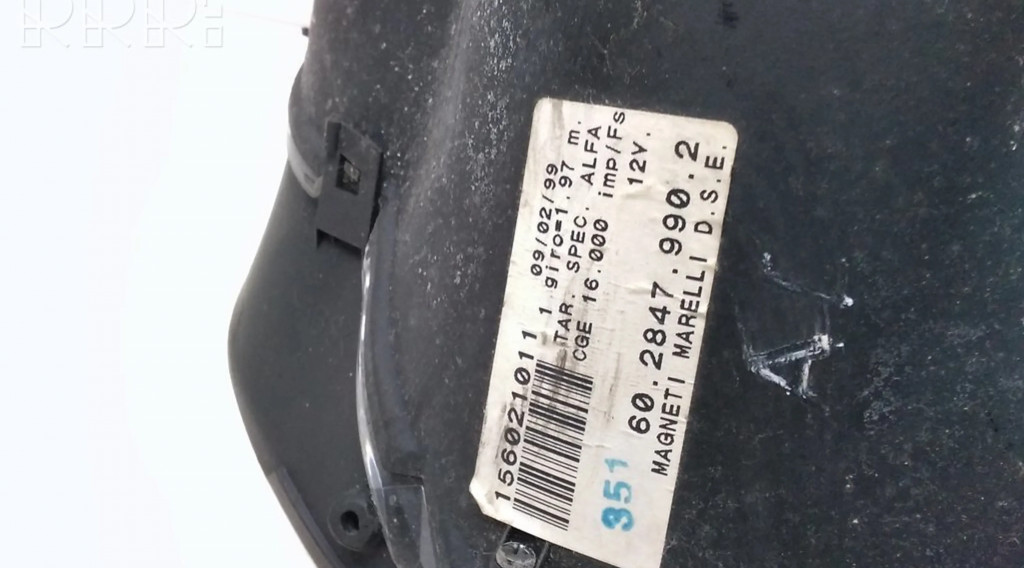 RRR
156021011 09/02/99
1 giro=1.97 m.
TAR. SPEC. ALFA
CGE 16.000 imp/Fs
12V.
351 60.2847.990.2
MAGNETI MARELLI D.S.E.
A